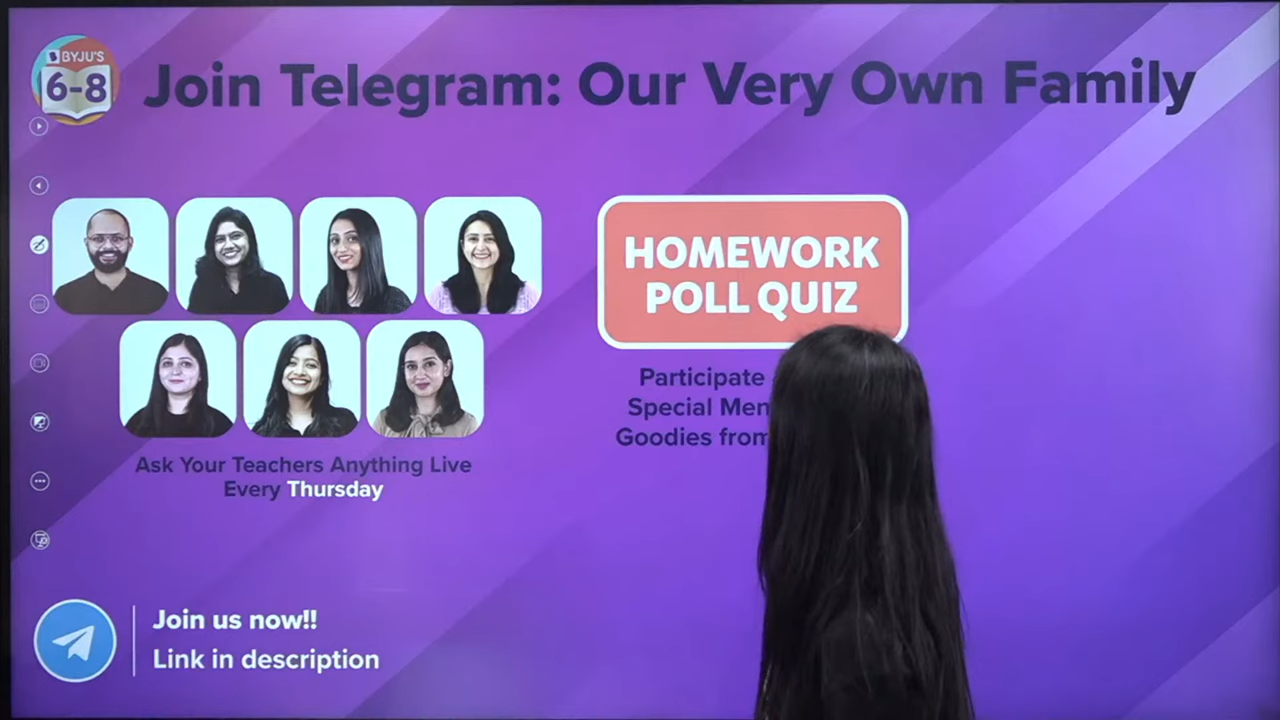 BYJU'S
6-8
Join Telegram: Our Very Own Family
HOMEWORK
POLL QUIZ
Participate
Special Men
Goodies from
Ask Your Teachers Anything Live
Every Thursday
Join us now!!
Link in description